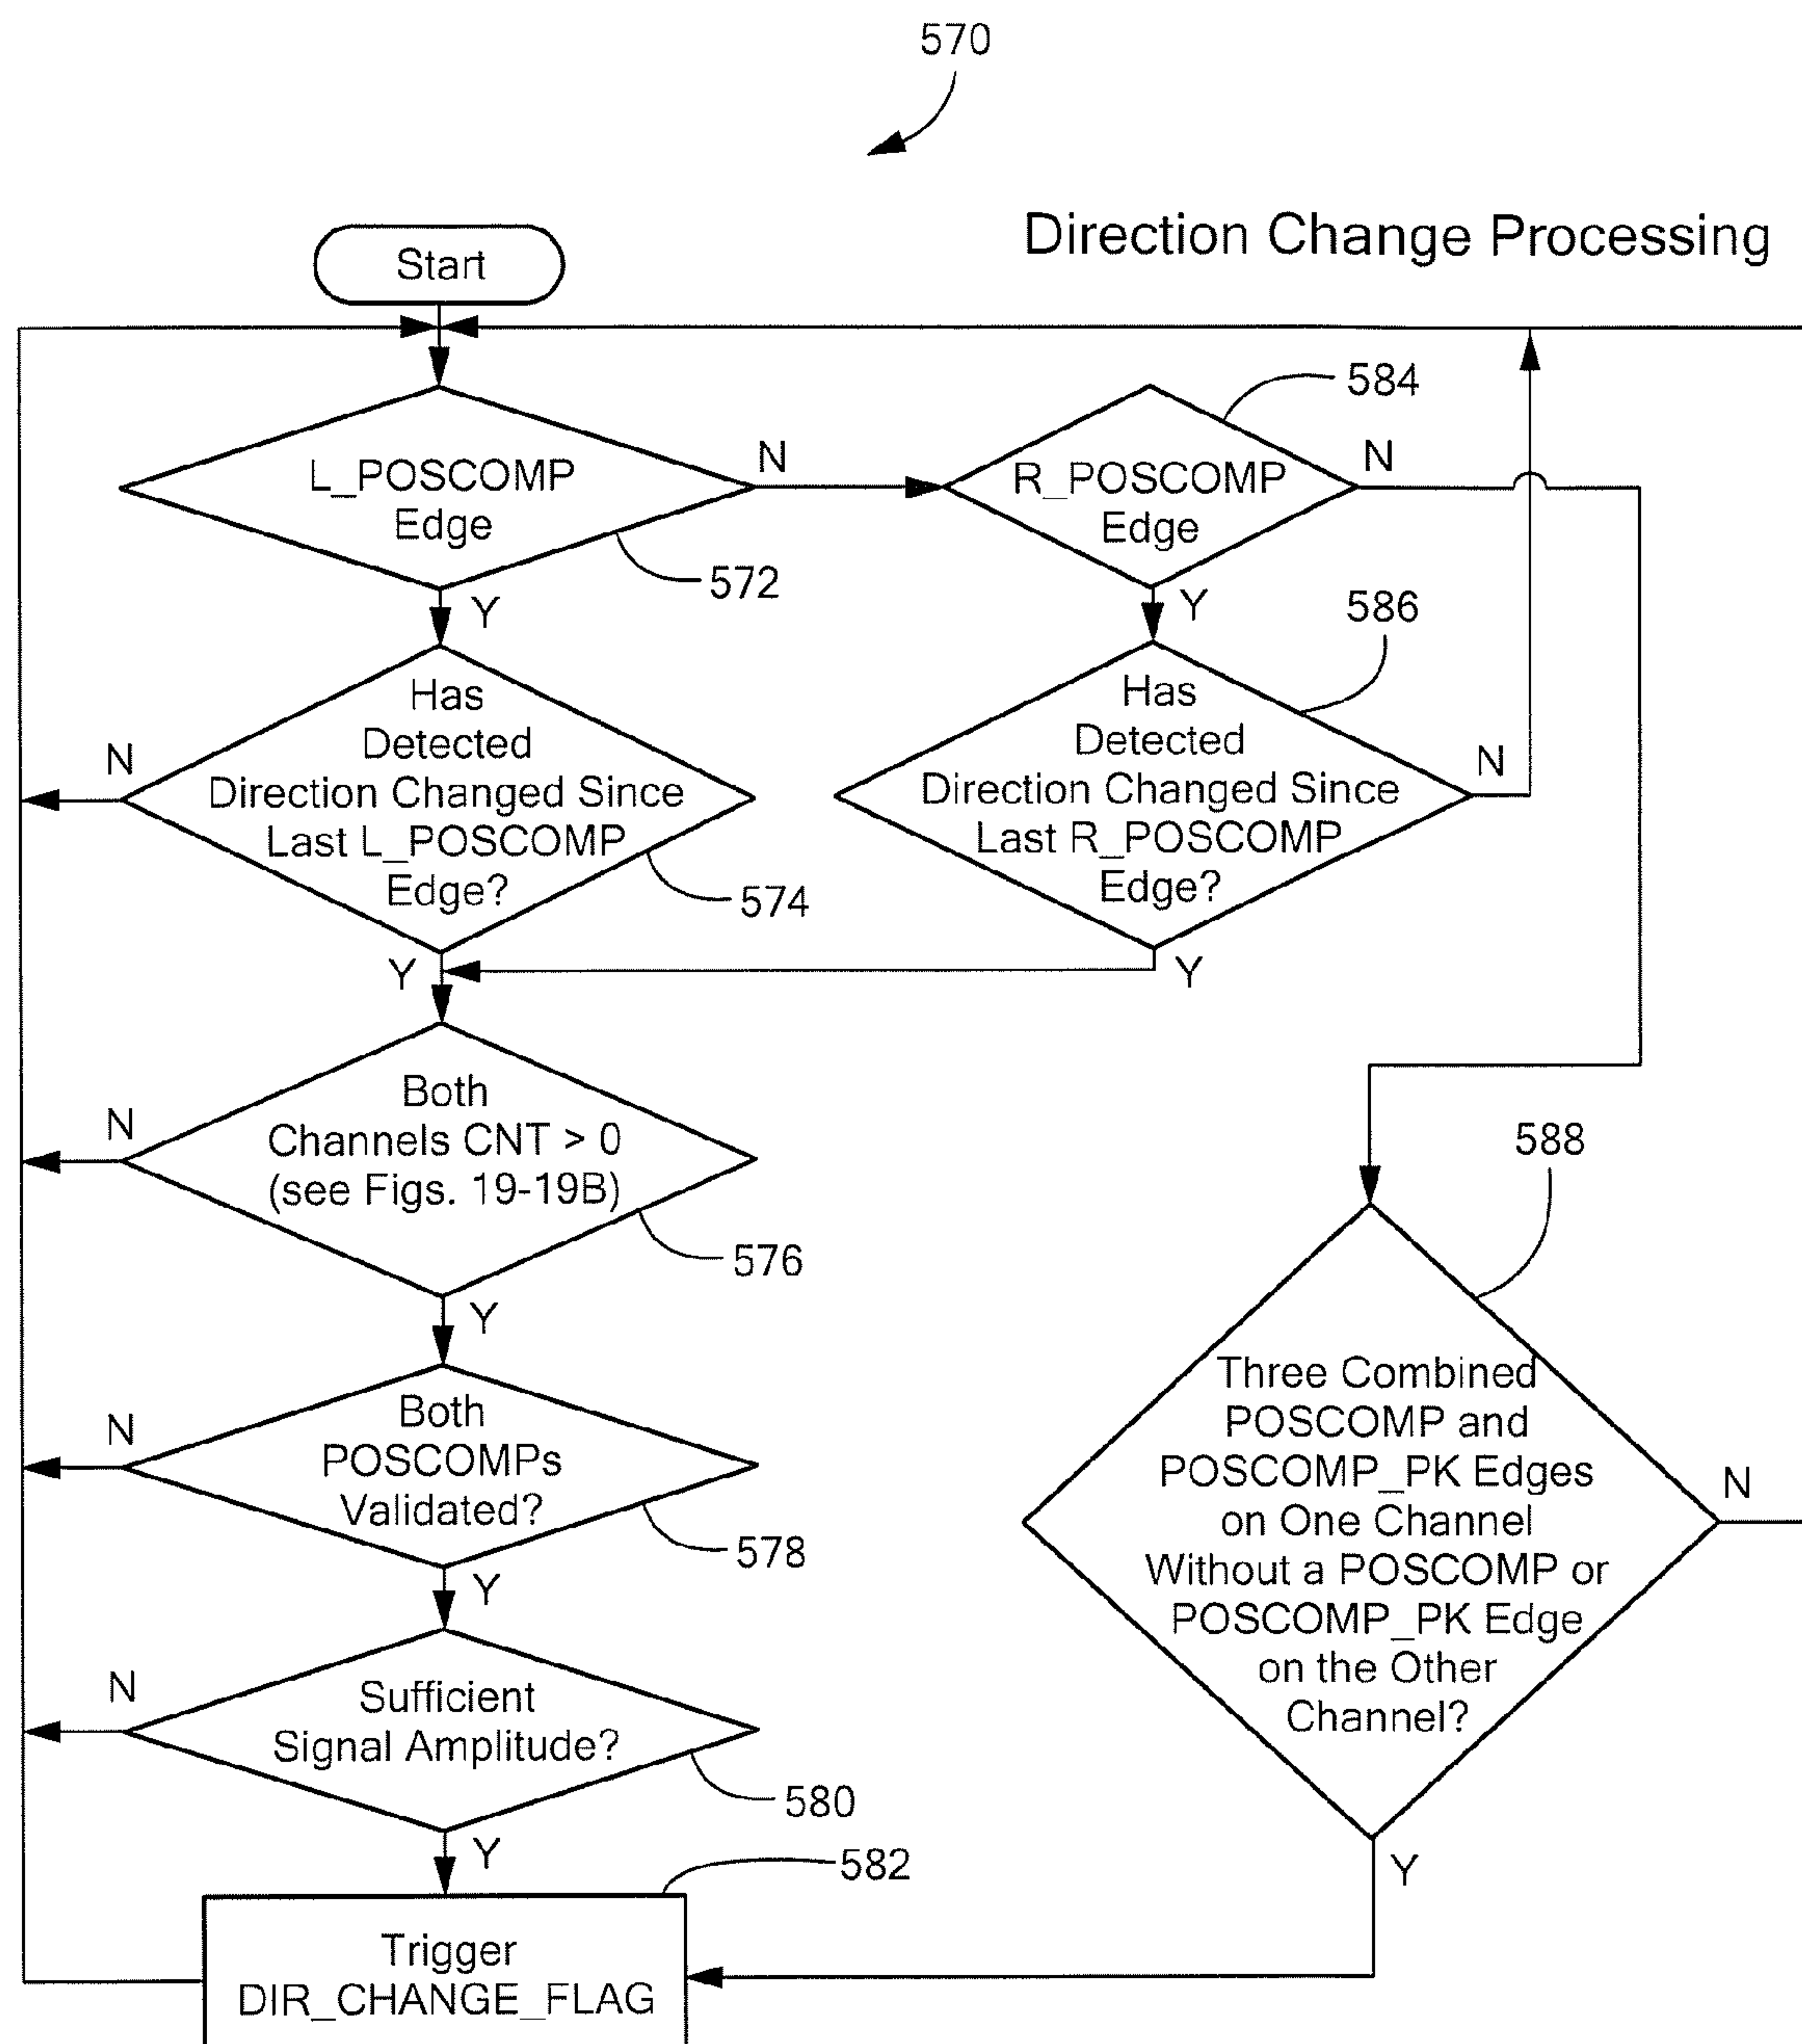 570
Direction Change Processing
Start
L_POSCOMP
Edge
N
572
Y
R_POSCOMP
Edge
584
N
Y
Has
Detected
Direction Changed Since
Last L_POSCOMP
Edge?
N
574
Y
Has
Detected
Direction Changed Since
Last R_POSCOMP
Edge?
586
N
Y
Both
Channels CNT > 0
(see Figs. 19-19B)
N
576
Y
Both
POSCOMPs
Validated?
N
578
Y
Sufficient
Signal Amplitude?
N
580
Y
588
Three Combined
POSCOMP and
POSCOMP_PK Edges
on One Channel
Without a POSCOMP or
POSCOMP_PK Edge
on the Other
Channel?
N
Y
582
Trigger
DIR_CHANGE_FLAG